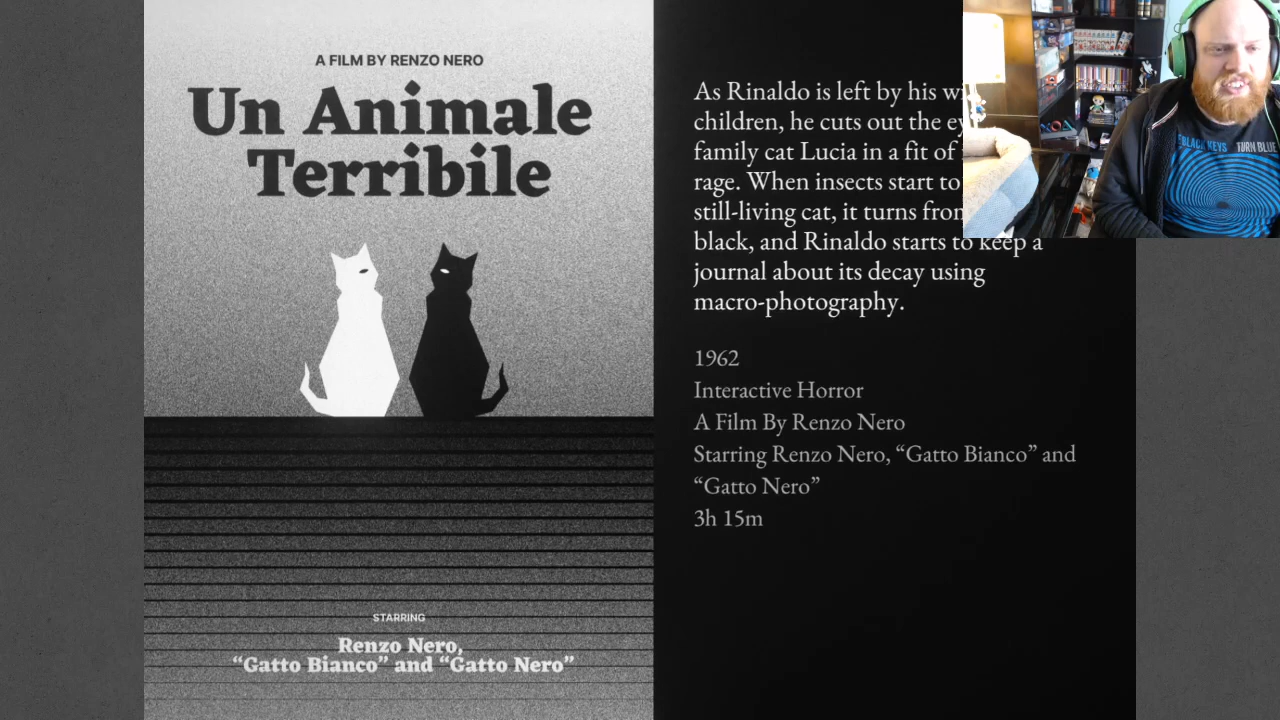 A FILM BY RENZO NERO
Un Animale
Terribile
STARRING
Renzo Nero,
“Gatto Bianco” and “Gatto Nero”
As Rinaldo is left by his
children, he cuts out the
family cat Lucia in a fit of
rage. When insects start to
still-living cat, it turns
black, and Rinaldo starts to keep a
journal about its decay using
macro-photography.
1962
Interactive Horror
A Film By Renzo Nero
Starring Renzo Nero, “Gatto Bianco” and
“Gatto Nero”
3h 15m
BLACK KEYS TURN BLUE